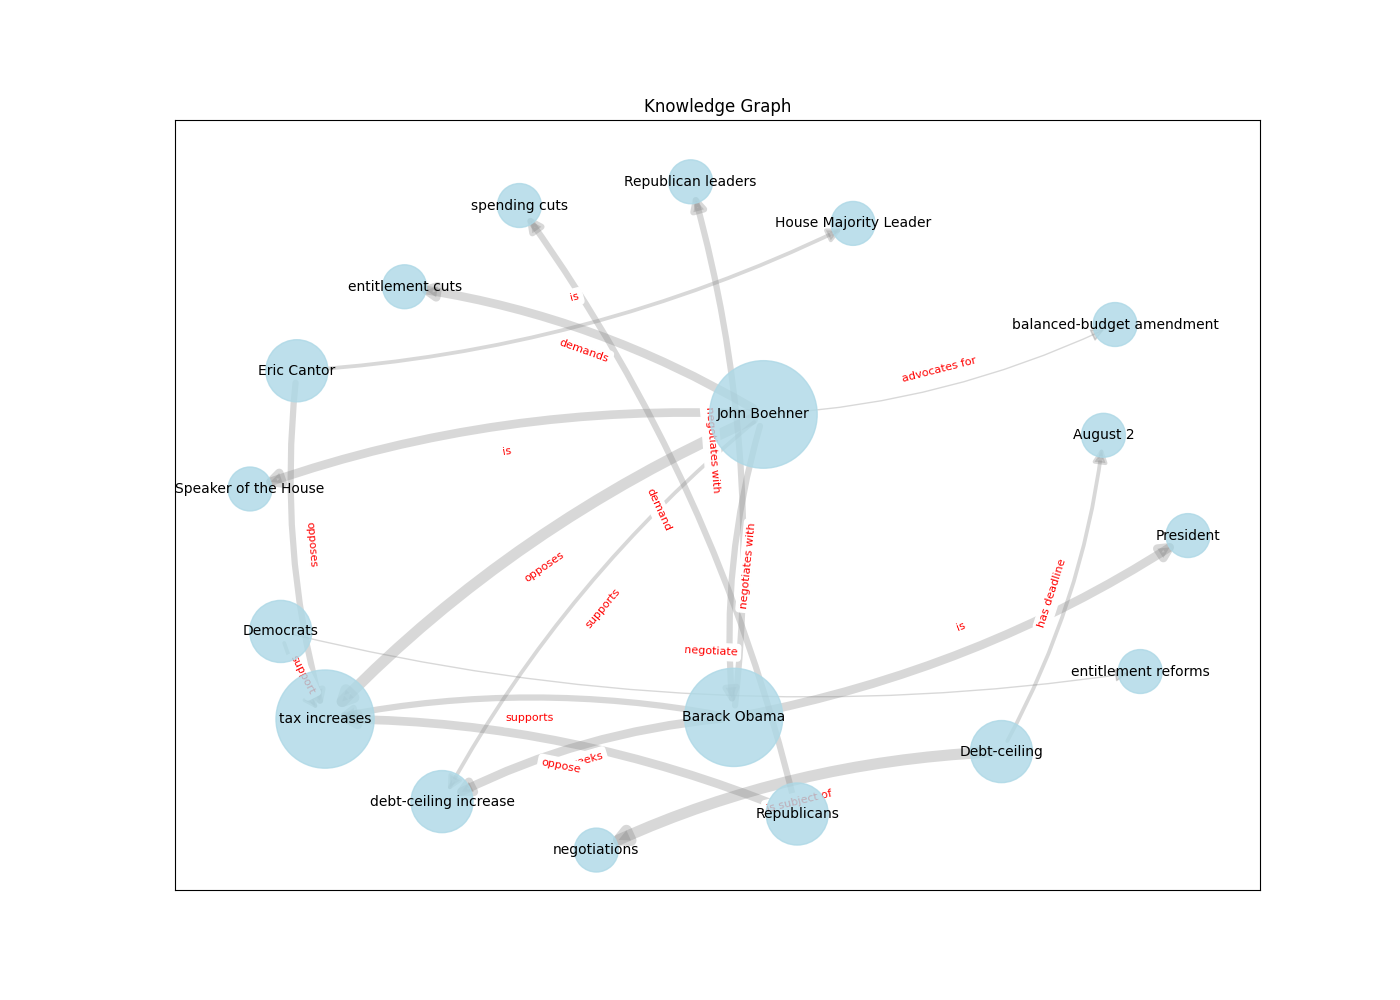 Knowledge Graph
Republican leaders
spending cuts
House Majority Leader
entitlement cuts
is
balanced-budget amendment
demands
advocates for
Eric Cantor
John Boehner
August 2
negotiates with
is
Speaker of the House
demand
opposes
President
opposes
negotiates with
has deadline
supports
is
Democrats
negotiate
entitlement reforms
support
tax increases
supports
Barack Obama
Debt-ceiling
oppose
debt-ceiling increase
is subject of
Republicans
negotiations